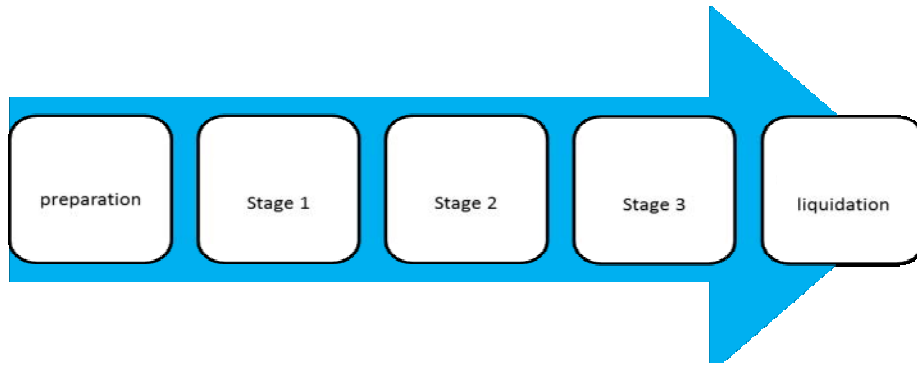 preparation
Stage 1
Stage 2
Stage 3
liquidation